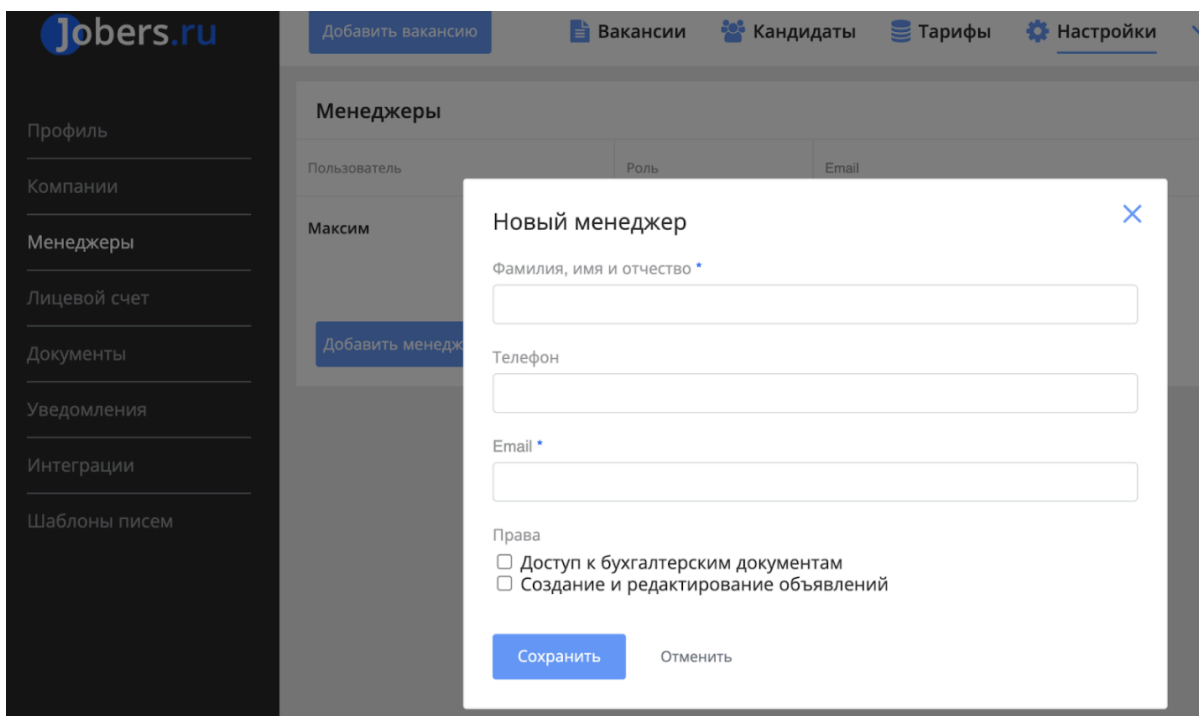 Jobers.ru
Добавить вакансию
Вакансии
Кандидаты
Тарифы
Настройки
Профиль
Компании
Менеджеры
Лицевой счет
Документы
Уведомления
Интеграции
Шаблоны писем
Менеджеры
Пользователь
Роль
Email
Максим
Добавить менедж
Новый менеджер
Фамилия, имя и отчество *
Телефон
Email *
Права
Доступ к бухгалтерским документам
Создание и редактирование объявлений
Сохранить
Отменить